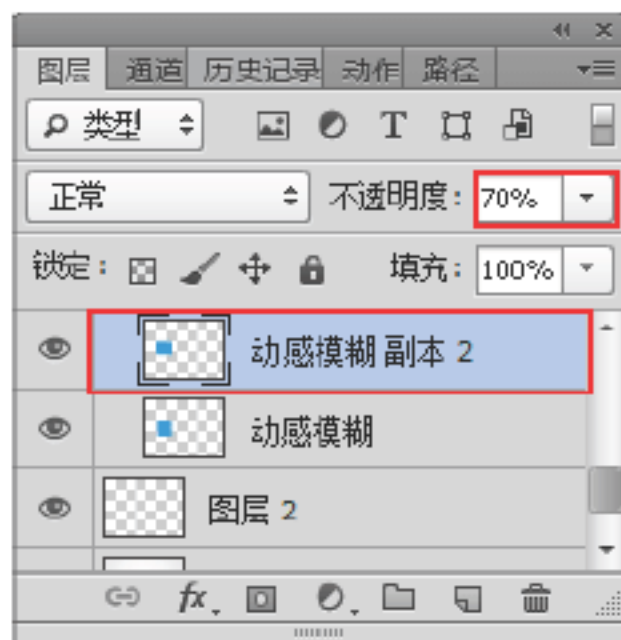 图层 通道 历史记录 动作 路径
类型 T
正常 不透明度: 70%
锁定: 填充: 100%
动感模糊 副本 2
动感模糊
图层 2
fx